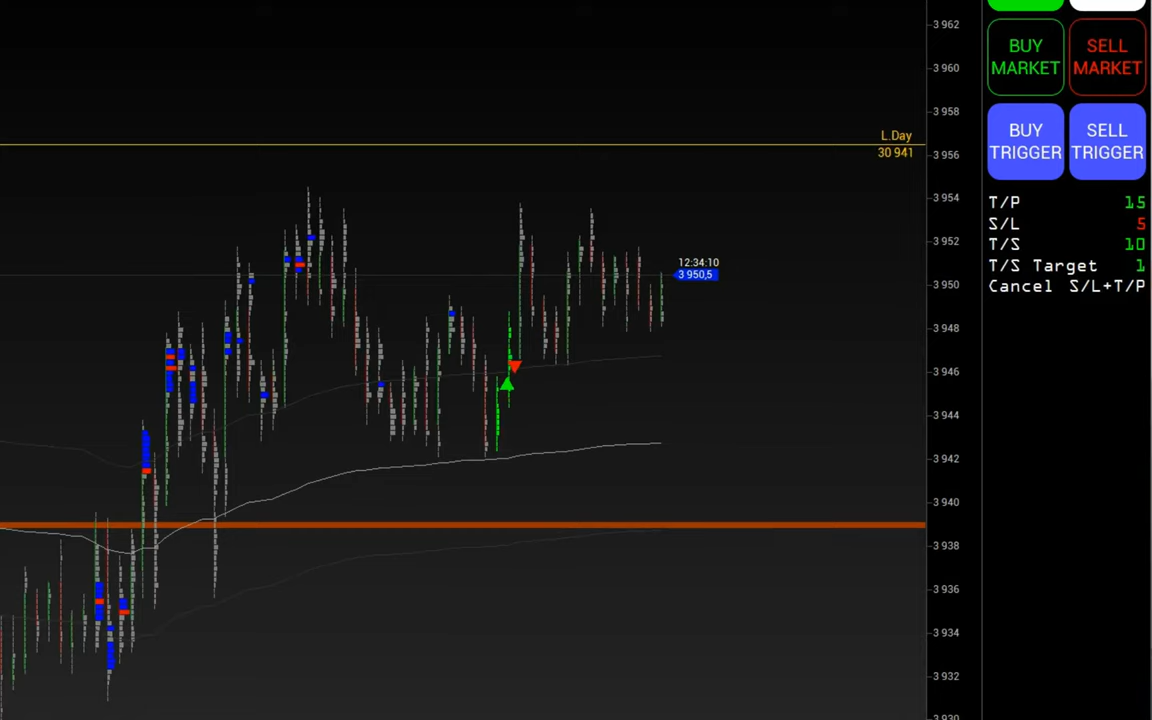 3 962
3 960
3 958
3 956
3 954
3 952
3 950
3 948
3 946
3 944
3 942
3 940
3 938
3 936
3 934
3 932
3 930
L.Day
30 941
12:34:10
3 950,5
BUY
MARKET
SELL
MARKET
BUY
TRIGGER
SELL
TRIGGER
T/P 15
S/L 5
T/S 10
T/S Target 1
Cancel S/L+T/P